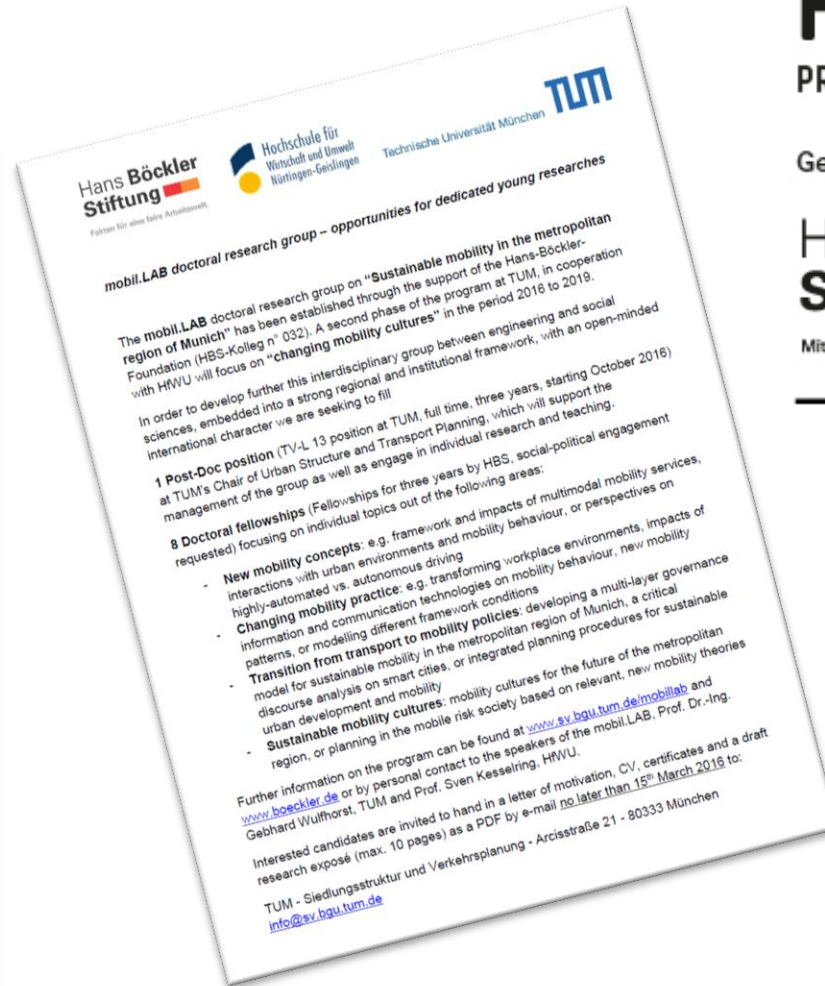 Hans Böckler
Stiftung
Fakten für eine faire Arbeitswelt.
Hochschule für
Wirtschaft und Umwelt
Nürtingen-Geislingen
Technische Universität München
TUM
mobil.LAB doctoral research group – opportunities for dedicated young researches
The mobil.LAB doctoral research group on "Sustainable mobility in the metropolitan
region of Munich" has been established through the support of the Hans-Böckler-
Foundation (HBS-Kolleg n° 032). A second phase of the program at TUM, in cooperation
with HfWU will focus on "changing mobility cultures" in the period 2016 to 2019.
In order to develop further this interdisciplinary group between engineering and social
sciences, embedded into a strong regional and institutional framework, with an open-minded
international character we are seeking to fill
1 Post-Doc position (TV-L 13 position at TUM, full time, three years, starting October 2016)
at TUM's Chair of Urban Structure and Transport Planning, which will support the
management of the group as well as engage in individual research and teaching.
8 Doctoral fellowships (Fellowships for three years by HBS, social-political engagement
requested) focusing on individual topics out of the following areas:
- New mobility concepts: e.g. framework and impacts of multimodal mobility services,
interactions with urban environments and mobility behaviour, or perspectives on
highly-automated vs. autonomous driving
- Changing mobility practice: e.g. transforming workplace environments, impacts of
information and communication technologies on mobility behaviour, new mobility
patterns, or modelling different framework conditions
- Transition from transport to mobility policies: developing a multi-layer governance
model for sustainable mobility in the metropolitan region of Munich, a critical
discourse analysis on smart cities, or integrated planning procedures for sustainable
urban development and mobility
- Sustainable mobility cultures: mobility cultures for the future of the metropolitan
region, or planning in the mobile risk society based on relevant, new mobility theories
Further information on the program can be found at www.sv.bgu.tum.de/mobillab and
www.boeckler.de or by personal contact to the speakers of the mobil.LAB, Prof. Dr.-Ing.
Gebhard Wulfhorst, TUM and Prof. Sven Kesselring, HfWU.
Interested candidates are invited to hand in a letter of motivation, CV, certificates and a draft
research exposé (max. 10 pages) as a PDF by e-mail no later than 15th March 2016 to:
TUM - Siedlungsstruktur und Verkehrsplanung - Arcisstraße 21 - 80333 München
info@sv.bgu.tum.de
PR
Ge
H
S
Mit